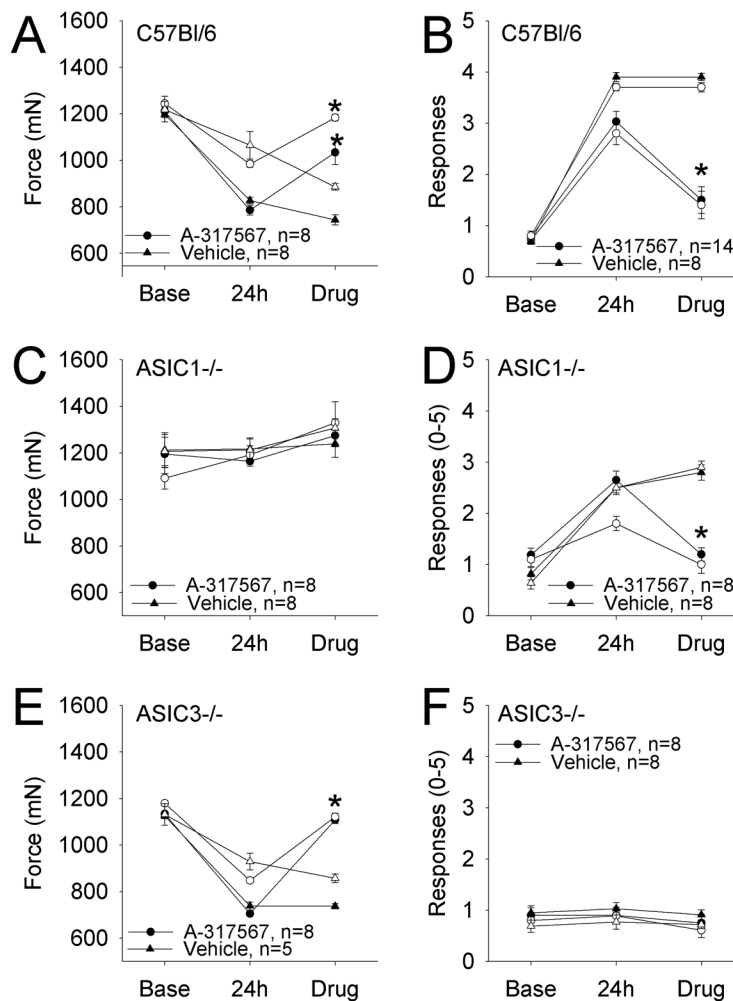 A
C57Bl/6
1600
1400
1200
1000
800
600
Force (mN)
*
*
A-317567, n=8
Vehicle, n=8
Base 24h Drug
B
C57Bl/6
5
4
3
2
1
0
Responses
*
A-317567, n=14
Vehicle, n=8
Base 24h Drug
C
ASIC1-/-
1600
1400
1200
1000
800
600
Force (mN)
A-317567, n=8
Vehicle, n=8
Base 24h Drug
D
ASIC1-/-
5
4
3
2
1
0
Responses (0-5)
*
A-317567, n=8
Vehicle, n=8
Base 24h Drug
E
ASIC3-/-
1600
1400
1200
1000
800
600
Force (mN)
*
A-317567, n=8
Vehicle, n=5
Base 24h Drug
F
ASIC3-/-
A-317567, n=8
Vehicle, n=8
5
4
3
2
1
0
Responses (0-5)
Base 24h Drug